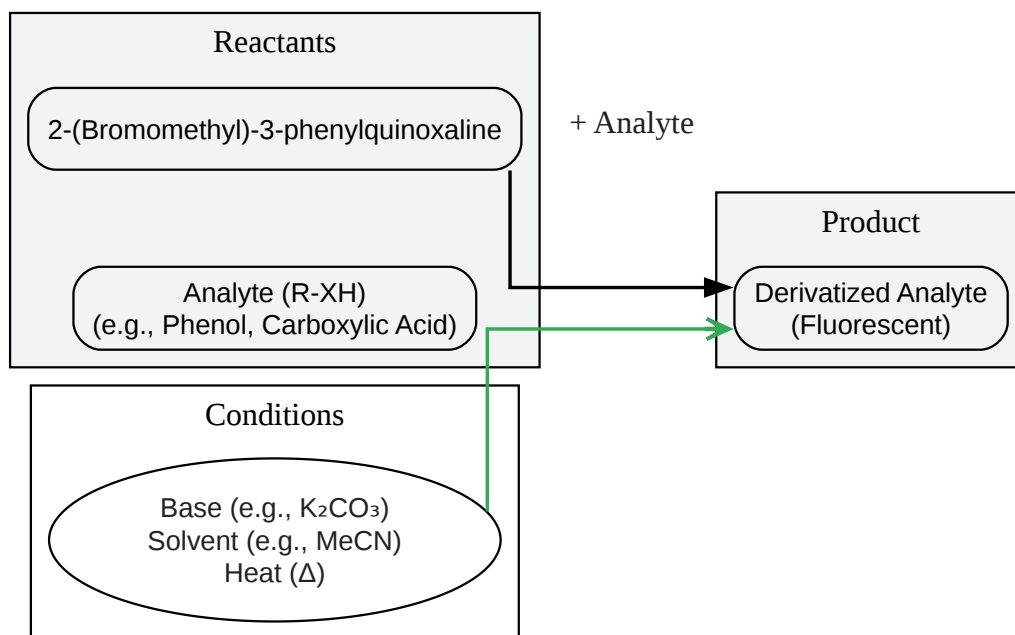 Reactants
2-(Bromomethyl)-3-phenylquinoxaline
+ Analyte
Analyte (R-XH)
(e.g., Phenol, Carboxylic Acid)
Product
Derivatized Analyte
(Fluorescent)
Conditions
Base (e.g., K₂CO₃)
Solvent (e.g., MeCN)
Heat (Δ)